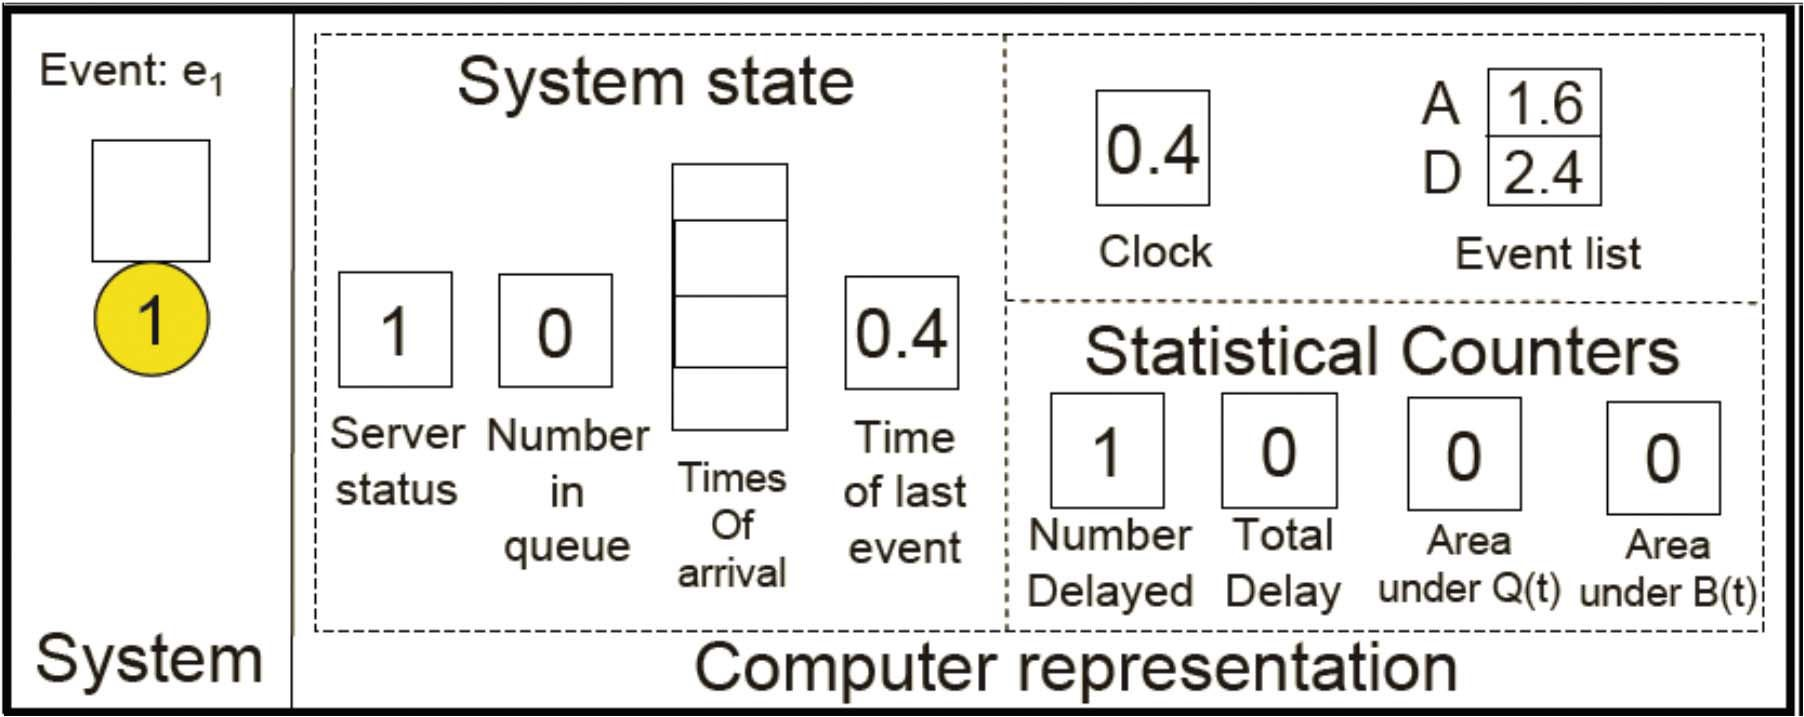 Event: e₁
1
System
System state
1
0
0.4
Server
status
Number
in
queue
Times
Of
arrival
Time
of last
event
0.4
Clock
A 1.6
D 2.4
Event list
Statistical Counters
1
0
0
0
Number
Delayed
Total
Delay
Area
under Q(t)
Area
under B(t)
Computer representation